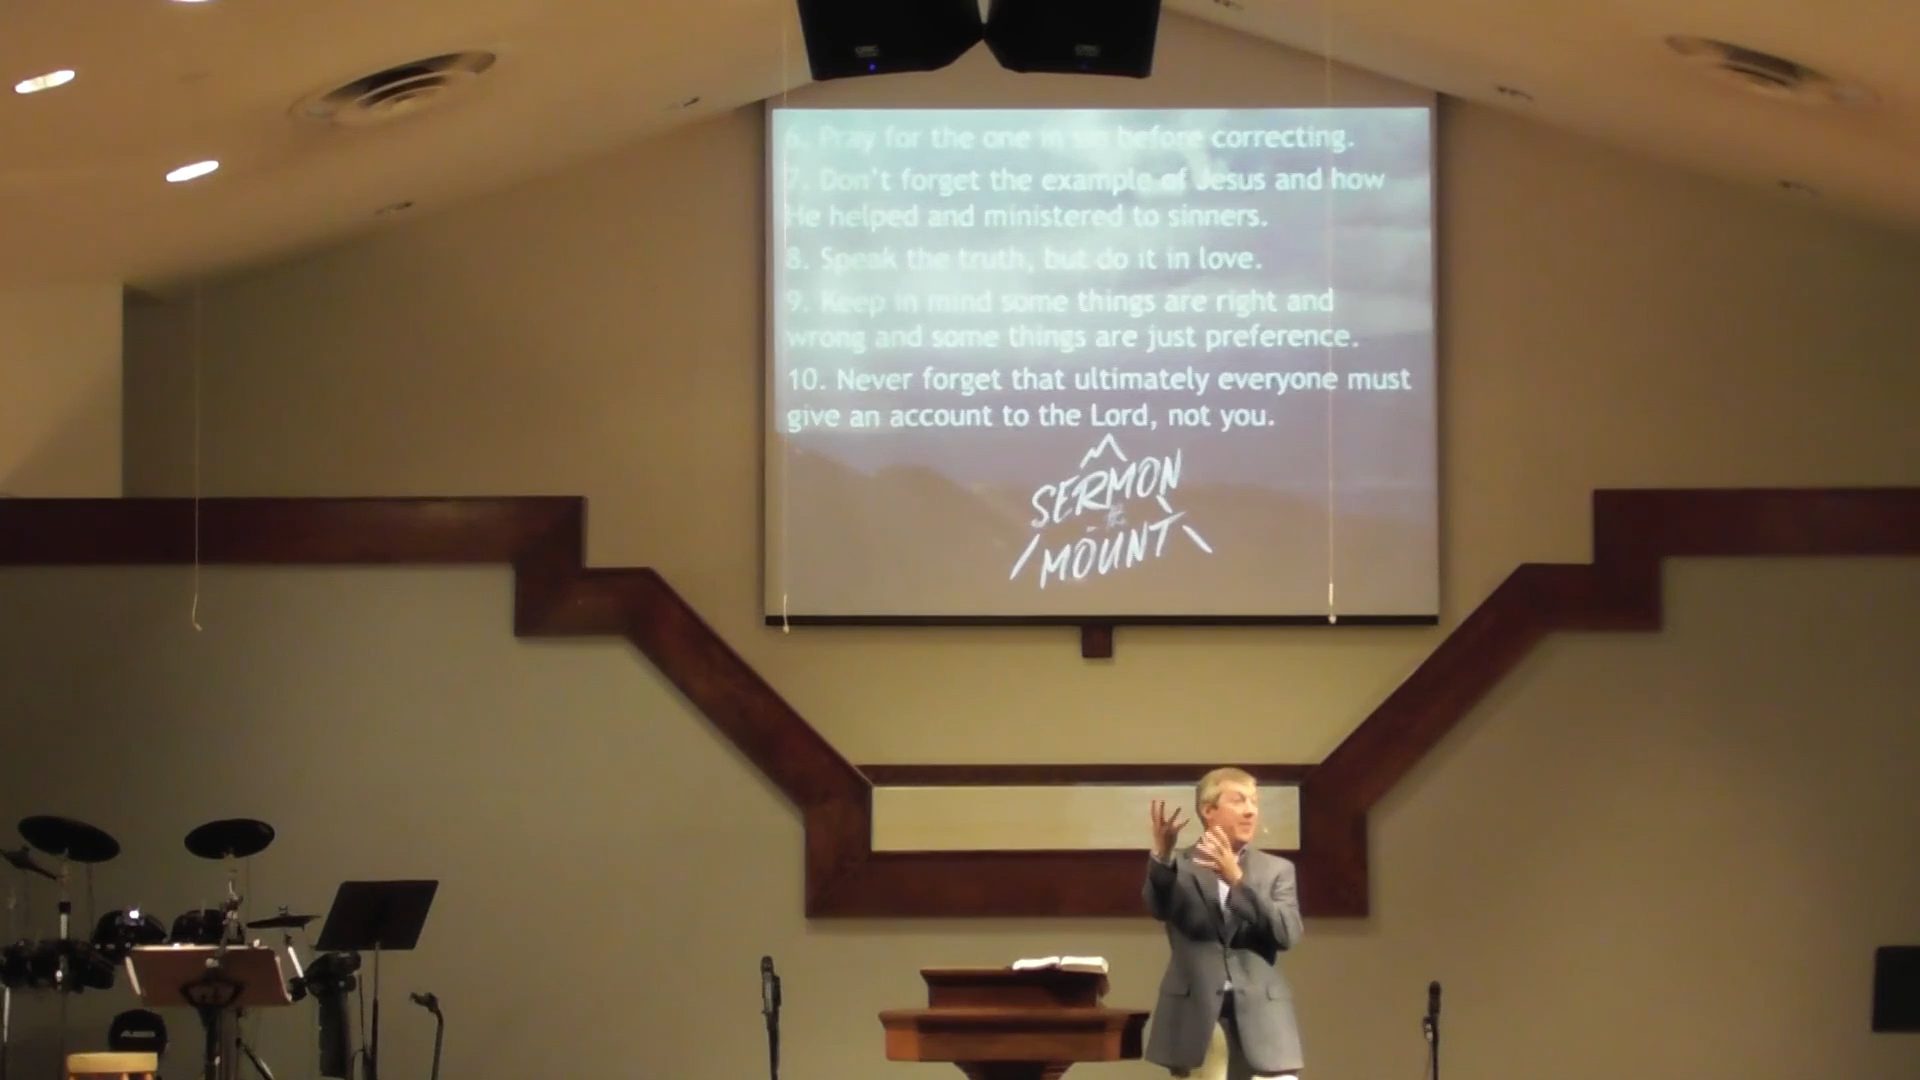 6. Pray for the one in sin before correcting.
7. Don't forget the example of Jesus and how
He helped and ministered to sinners.
8. Speak the truth, but do it in love.
9. Keep in mind some things are right and
wrong and some things are just preference.
10. Never forget that ultimately everyone must
give an account to the Lord, not you.
SERMON
MOUNT